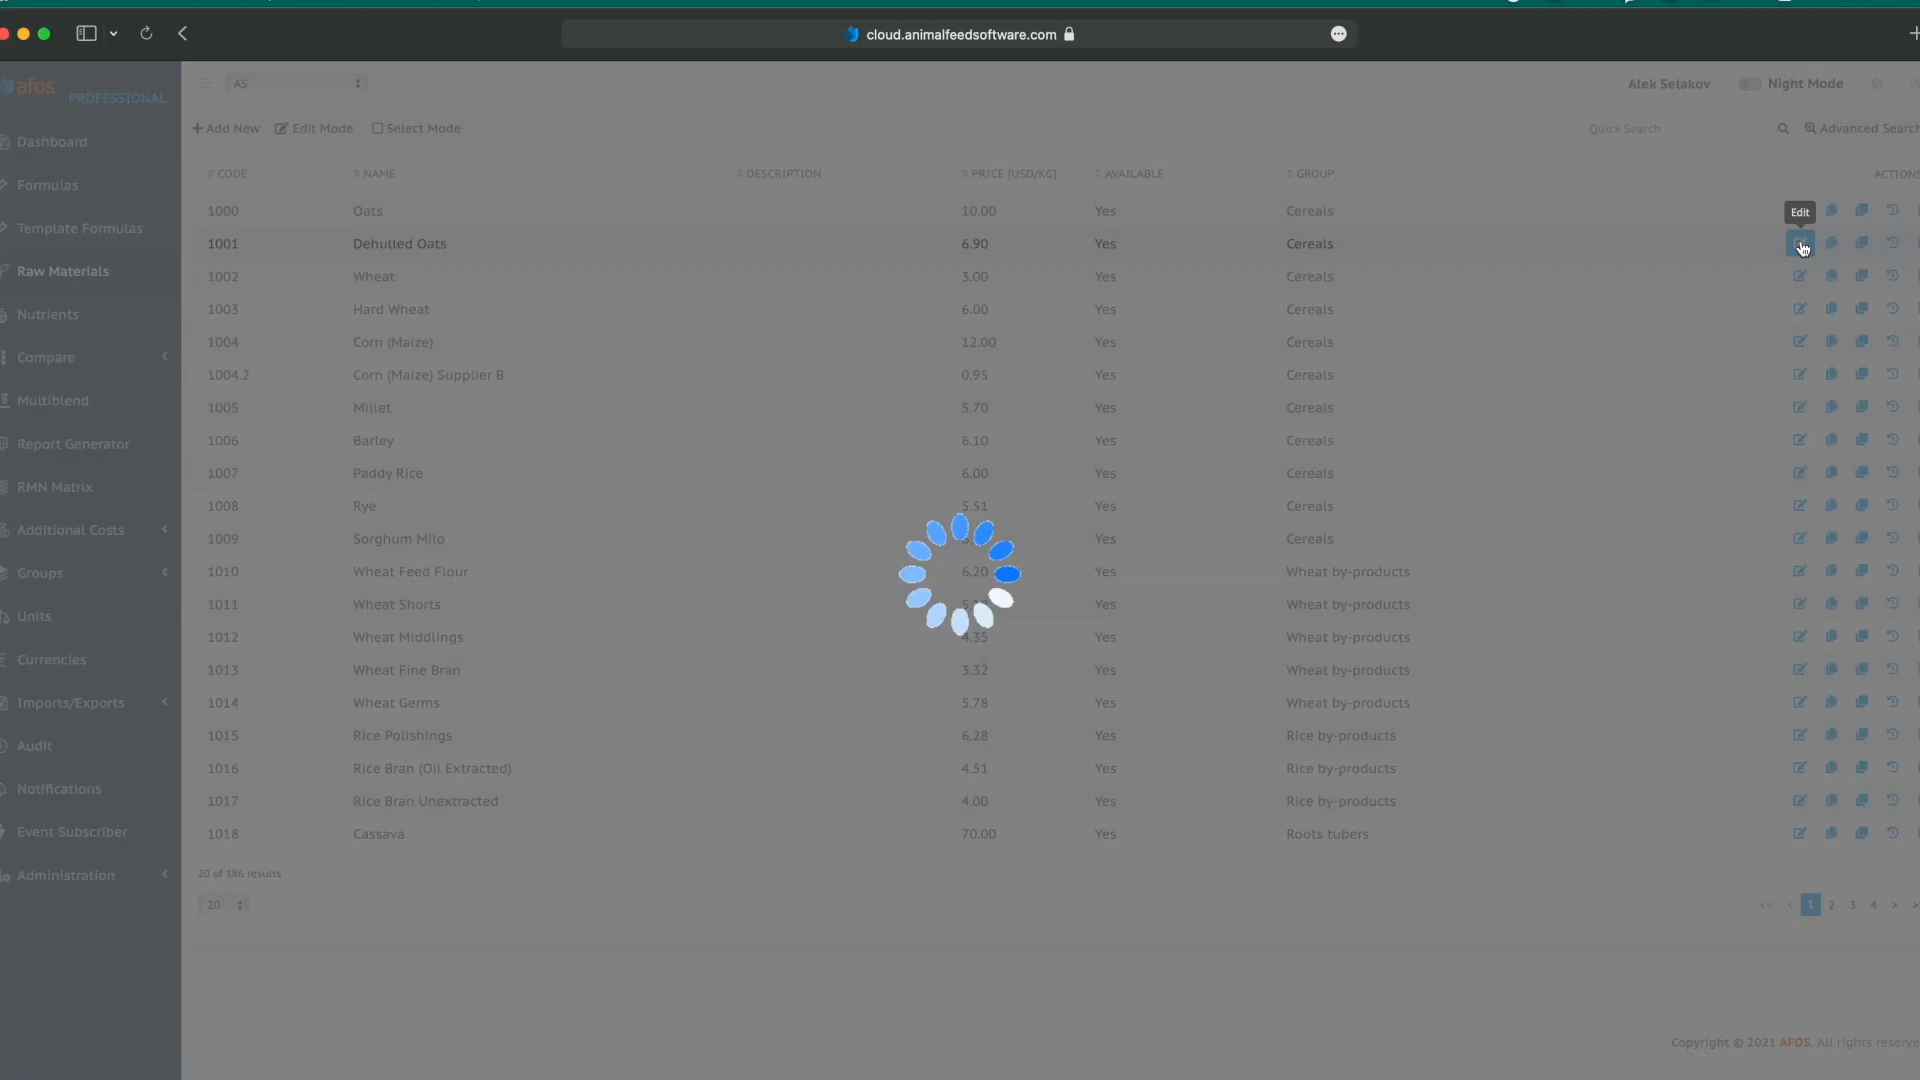 cloud.animalfeedsoftware.com
afos
PROFESSIONAL
AS
Alek Selakov
Night Mode
Add New
Edit Mode
Select Mode
Quick Search
Advanced Search
Dashboard
Formulas
Template Formulas
Raw Materials
Nutrients
Compare
Multiblend
Report Generator
RMN Matrix
Additional Costs
Groups
Units
Currencies
Imports/Exports
Audit
Notifications
Event Subscriber
Administration
CODE NAME DESCRIPTION PRICE [USD/KG] AVAILABLE GROUP ACTIONS
1000 Oats 10.00 Yes Cereals
Edit
1001 Dehulled Oats 6.90 Yes Cereals
1002 Wheat 3.00 Yes Cereals
1003 Hard Wheat 6.00 Yes Cereals
1004 Corn (Maize) 12.00 Yes Cereals
1004.2 Corn (Maize) Supplier B 0.95 Yes Cereals
1005 Millet 5.70 Yes Cereals
1006 Barley 6.10 Yes Cereals
1007 Paddy Rice 6.00 Yes Cereals
1008 Rye 5.51 Yes Cereals
1009 Sorghum Milo Yes Cereals
1010 Wheat Feed Flour 6.20 Yes Wheat by-products
1011 Wheat Shorts Yes Wheat by-products
1012 Wheat Middlings 4.35 Yes Wheat by-products
1013 Wheat Fine Bran 3.32 Yes Wheat by-products
1014 Wheat Germs 5.78 Yes Wheat by-products
1015 Rice Polishings 6.28 Yes Rice by-products
1016 Rice Bran (Oil Extracted) 4.51 Yes Rice by-products
1017 Rice Bran Unextracted 4.00 Yes Rice by-products
1018 Cassava 70.00 Yes Roots tubers
20 of 186 results
20
<< < 1 2 3 4 > >>
Copyright © 2021 AFOS. All rights reserve